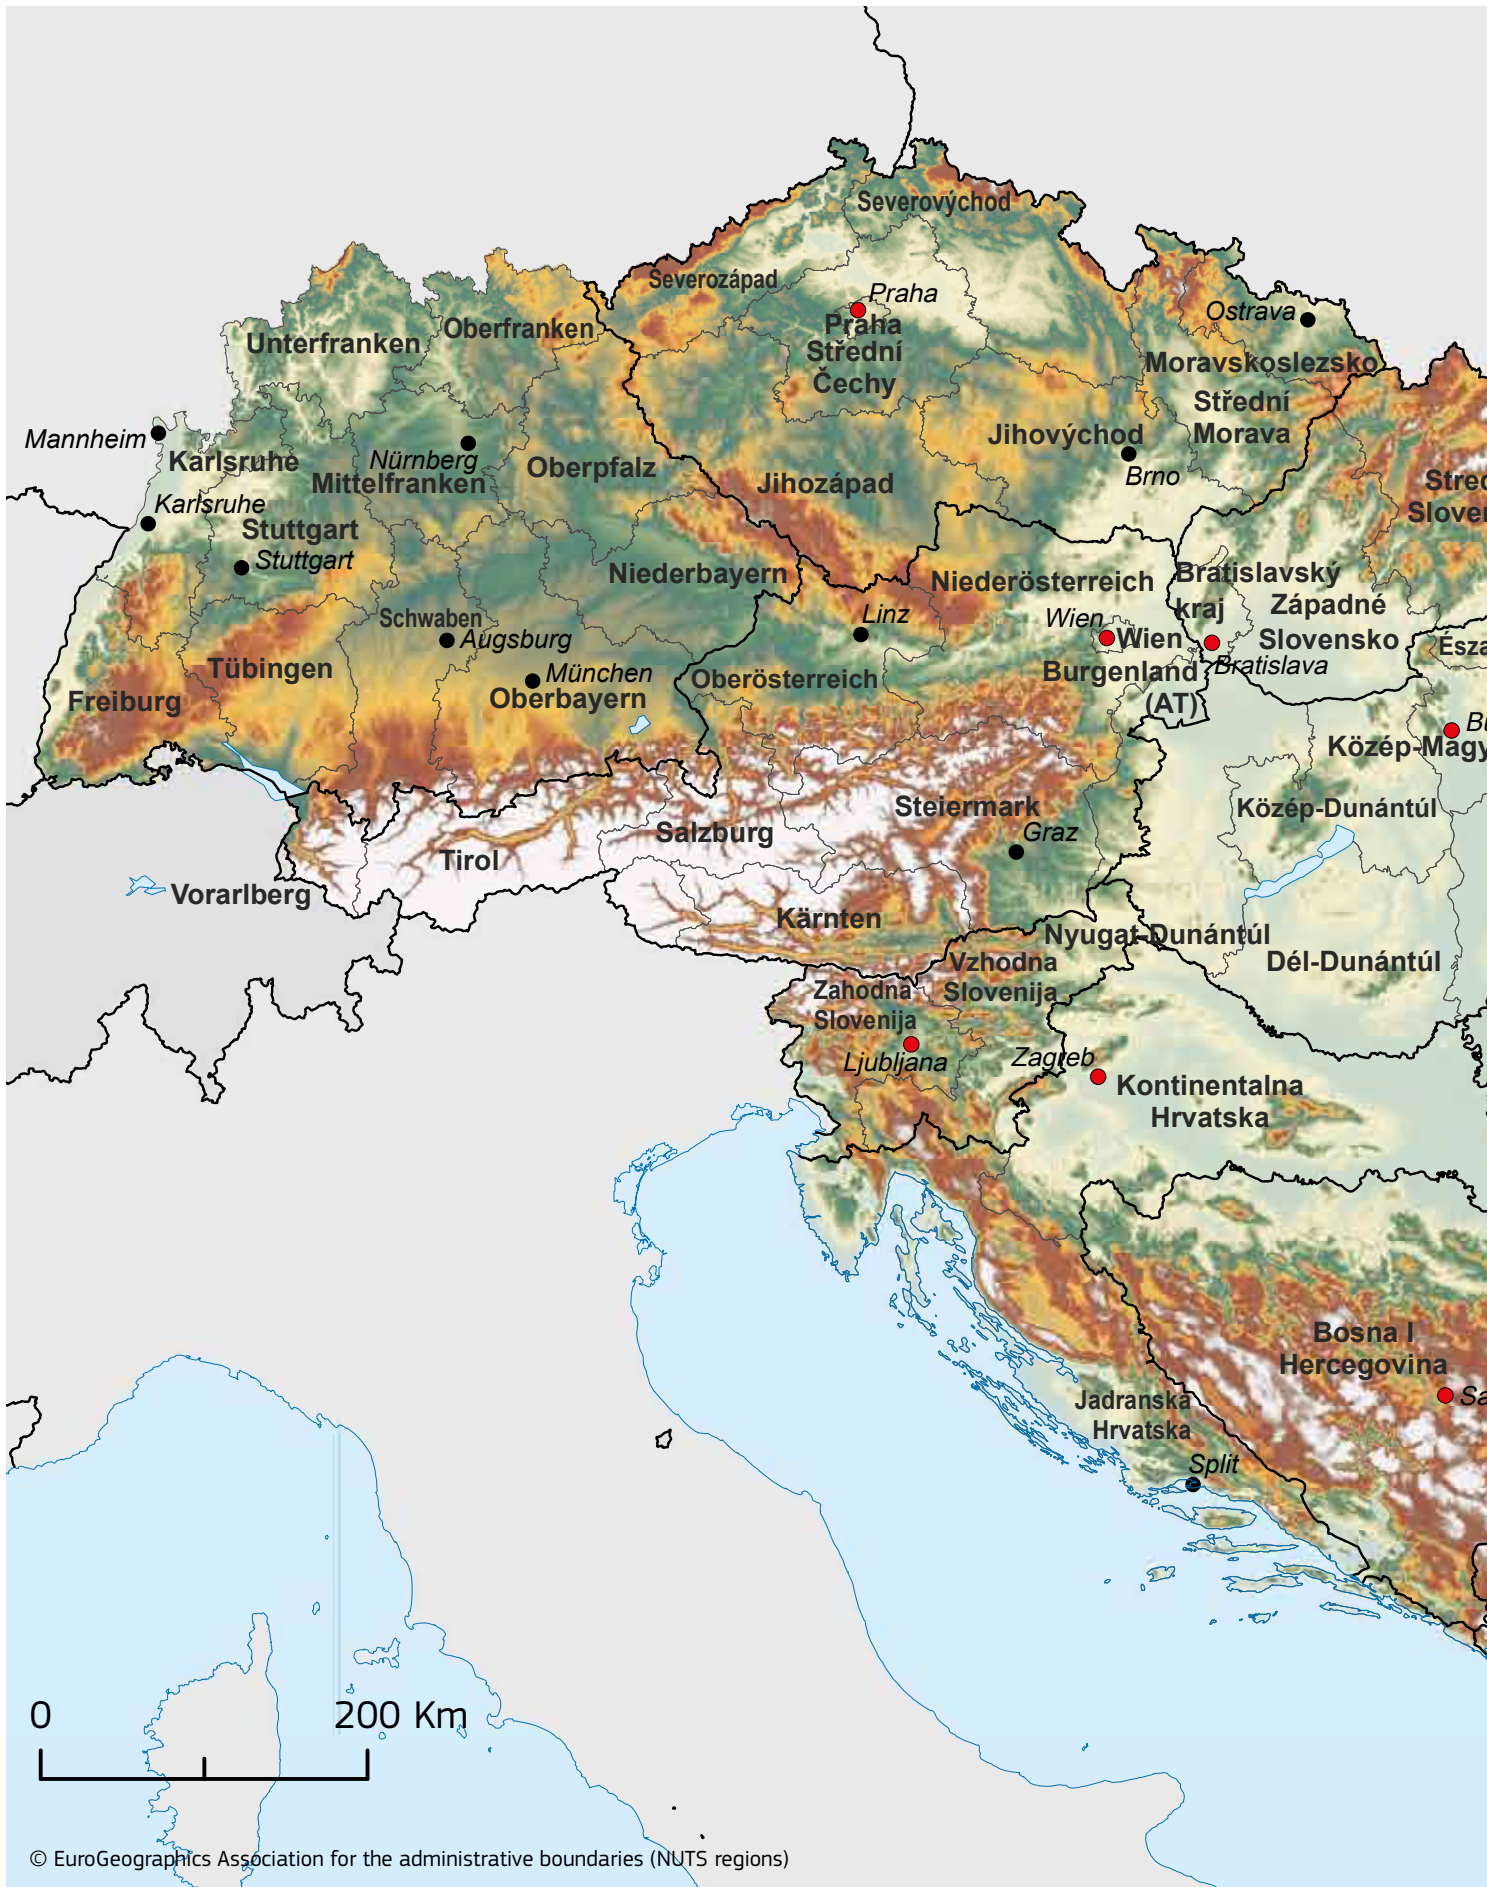 Severovýchod
Severozápad
Praha
Praha
Střední
Čechy
Ostrava
Moravskoslezsko
Střední
Morava
Unterfranken
Oberfranken
Mannheim
Karlsruhe
Nürnberg
Mittelfranken
Oberpfalz
Jihovýchod
Brno
Jihozápad
Karlsruhe
Stuttgart
Stuttgart
Niederbayern
Niederösterreich
Bratislavský
kraj
Západné
Slovensko
Schwaben
Augsburg
Linz
Wien
Wien
Bratislava
Tübingen
München
Oberbayern
Oberösterreich
Burgenland
(AT)
Freiburg
Közép-Magy
Közép-Dunántúl
Steiermark
Graz
Salzburg
Tirol
Vorarlberg
Kärnten
Nyugat-Dunántúl
Dél-Dunántúl
Vzhodna
Slovenija
Zahodna
Slovenija
Ljubljana
Zagreb
Kontinentalna
Hrvatska
Bosna I
Hercegovina
Jadranska
Hrvatska
Split
0 200 Km
© EuroGeographics Association for the administrative boundaries (NUTS regions)